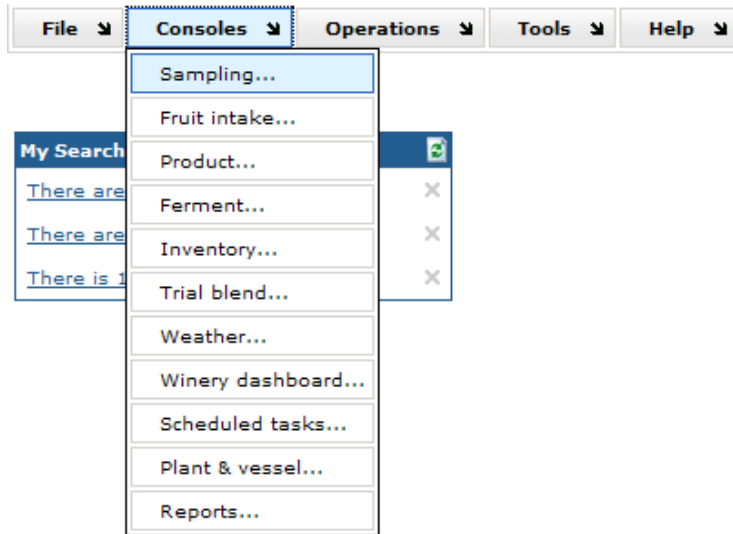 File Consoles Operations Tools Help
Sampling...
Fruit intake...
My Search
Product...
There are
Ferment...
There are
Inventory...
There is 1
Trial blend...
Weather...
Winery dashboard...
Scheduled tasks...
Plant & vessel...
Reports...